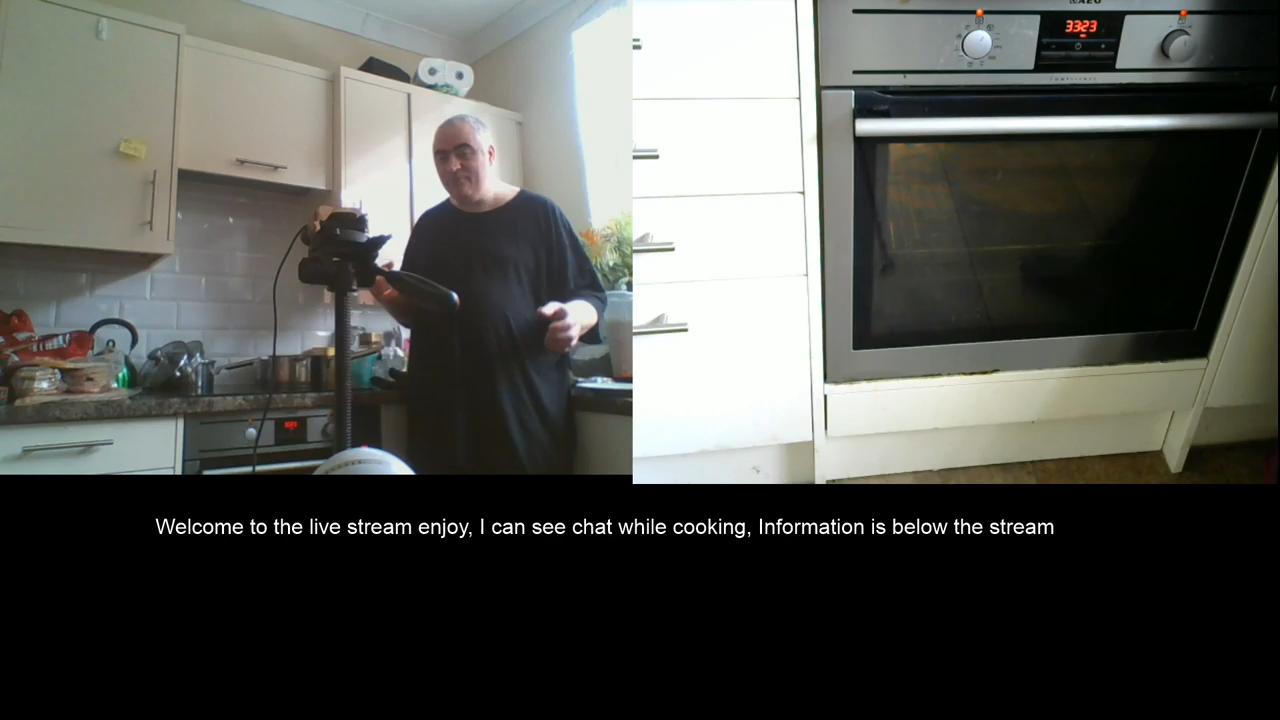 AEG
33:23
Welcome to the live stream enjoy, I can see chat while cooking, Information is below the stream